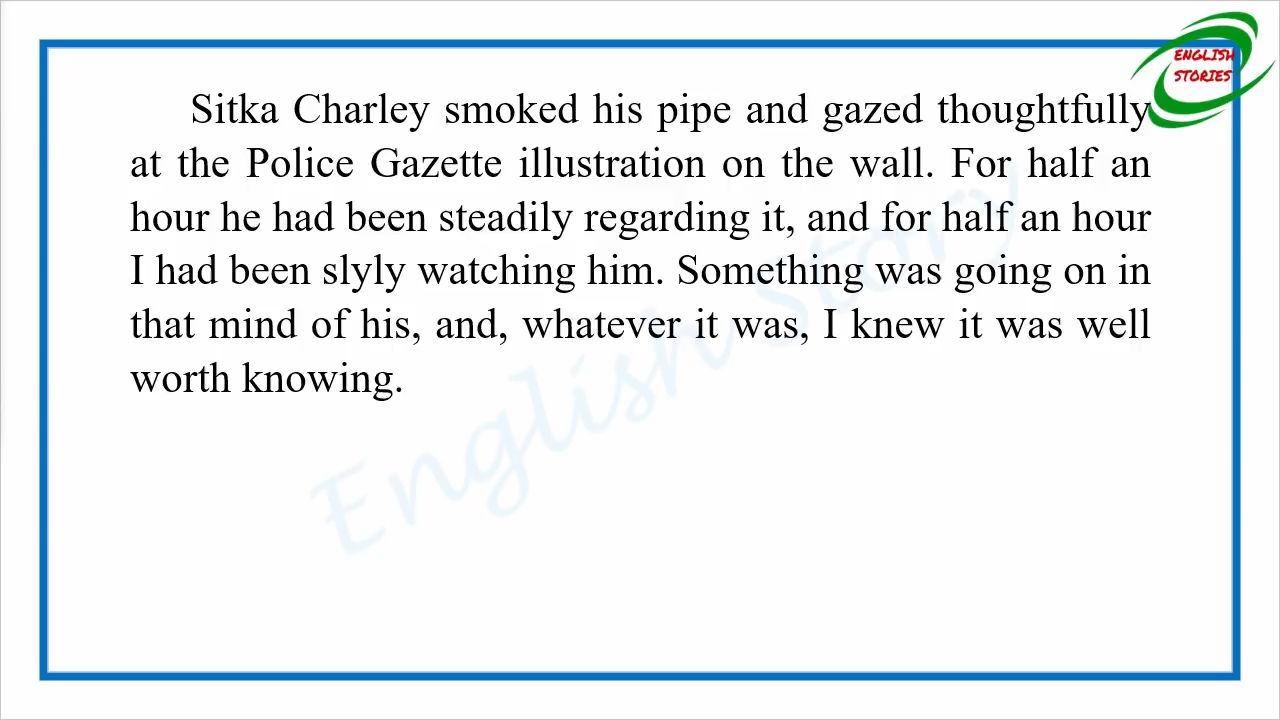 ENGLISH
STORIES
Sitka Charley smoked his pipe and gazed thoughtfully
at the Police Gazette illustration on the wall. For half an
hour he had been steadily regarding it, and for half an hour
I had been slyly watching him. Something was going on in
that mind of his, and, whatever it was, I knew it was well
worth knowing.
English Story